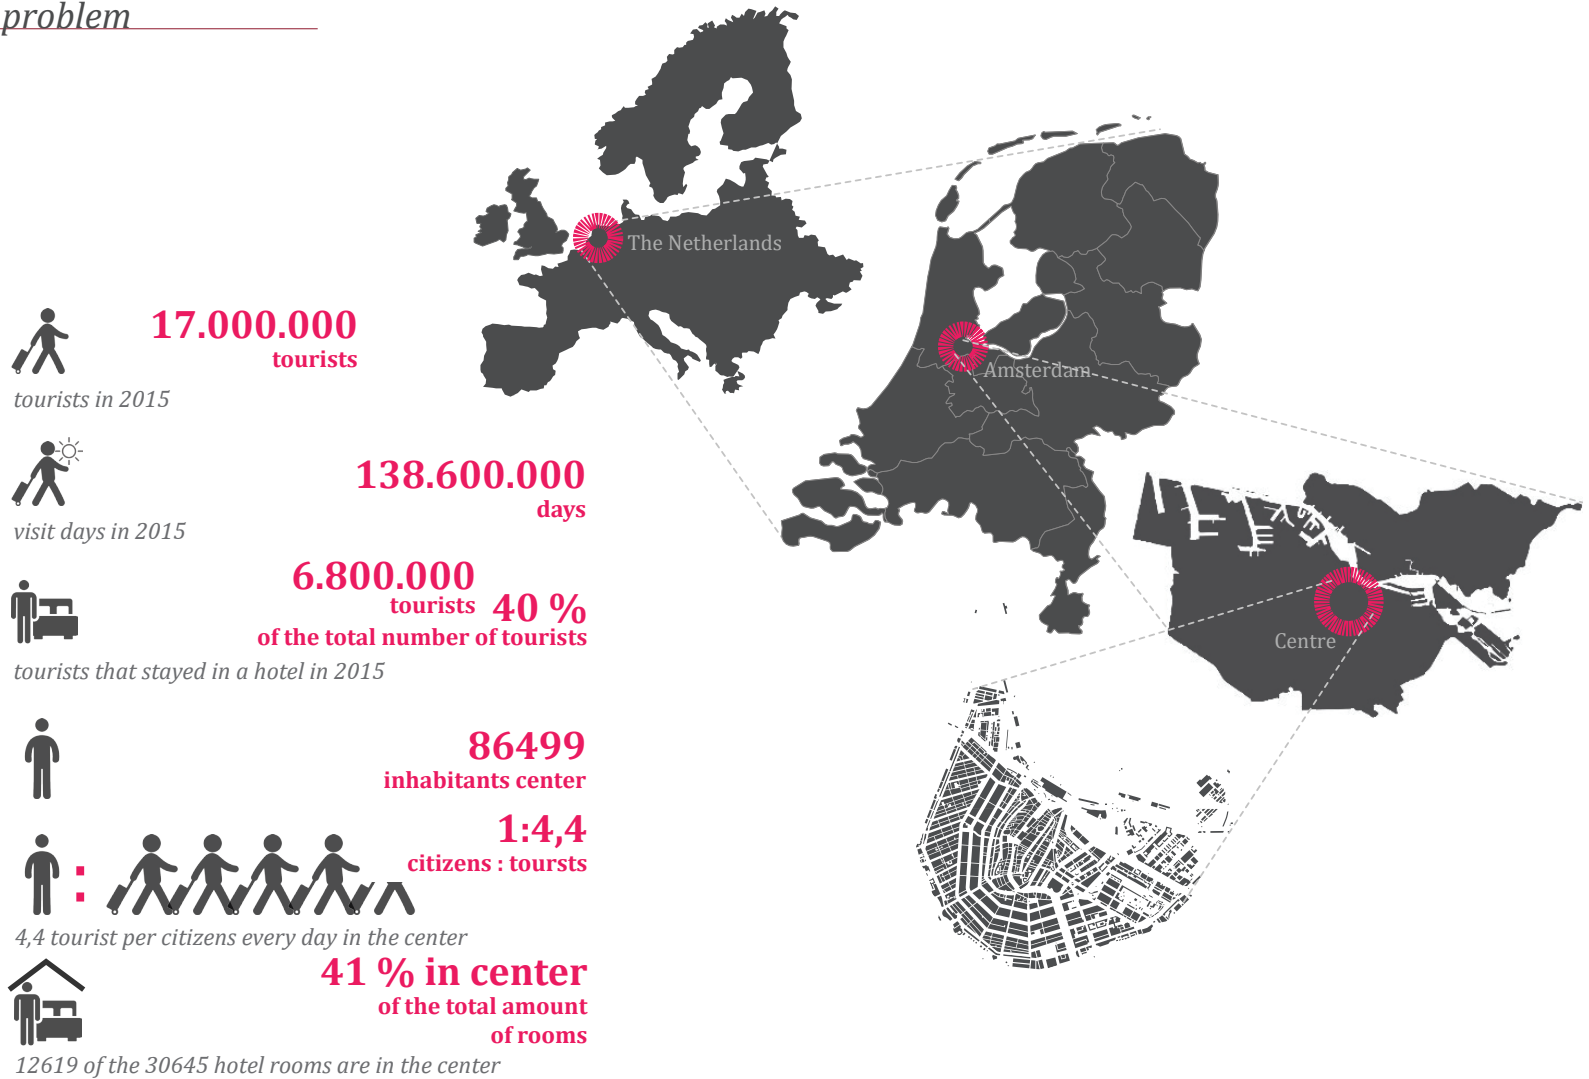 problem
The Netherlands
Amsterdam
Centre
17.000.000
tourists
tourists in 2015
138.600.000
days
visit days in 2015
6.800.000
tourists 40 %
of the total number of tourists
tourists that stayed in a hotel in 2015
86499
inhabitants center
1:4,4
citizens : toursts
:
4,4 tourist per citizens every day in the center
41 % in center
of the total amount
of rooms
12619 of the 30645 hotel rooms are in the center